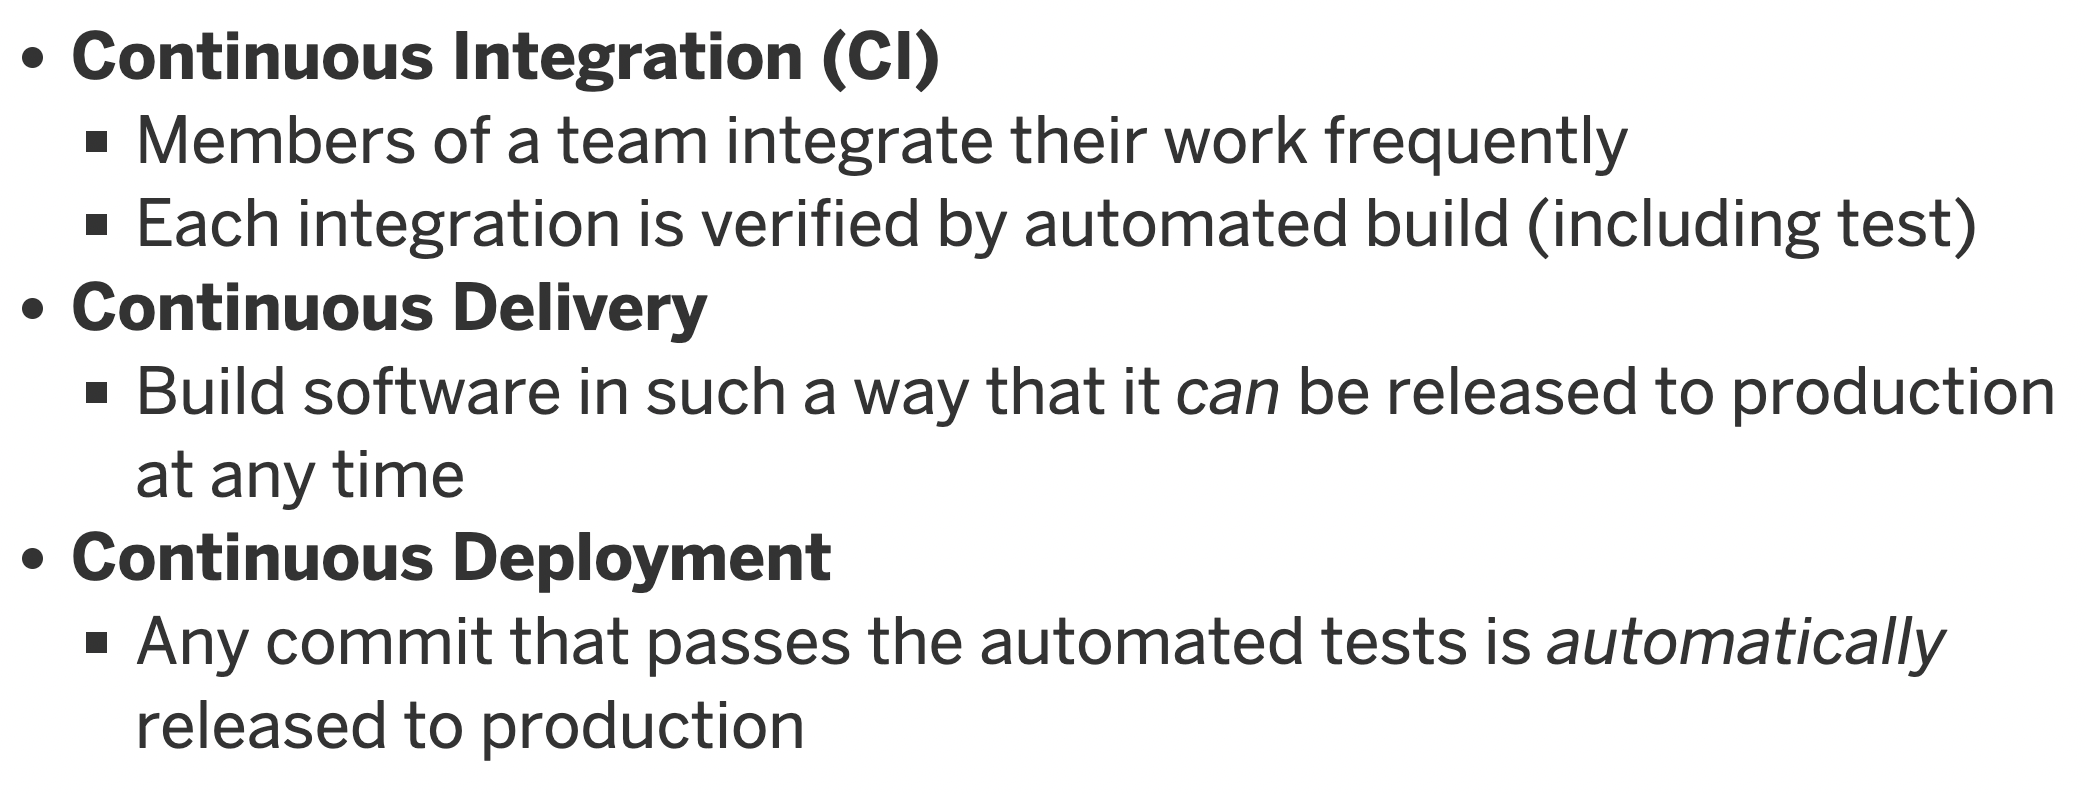 • Continuous Integration (CI)
▪ Members of a team integrate their work frequently
▪ Each integration is verified by automated build (including test)
• Continuous Delivery
▪ Build software in such a way that it can be released to production
at any time
• Continuous Deployment
▪ Any commit that passes the automated tests is automatically
released to production